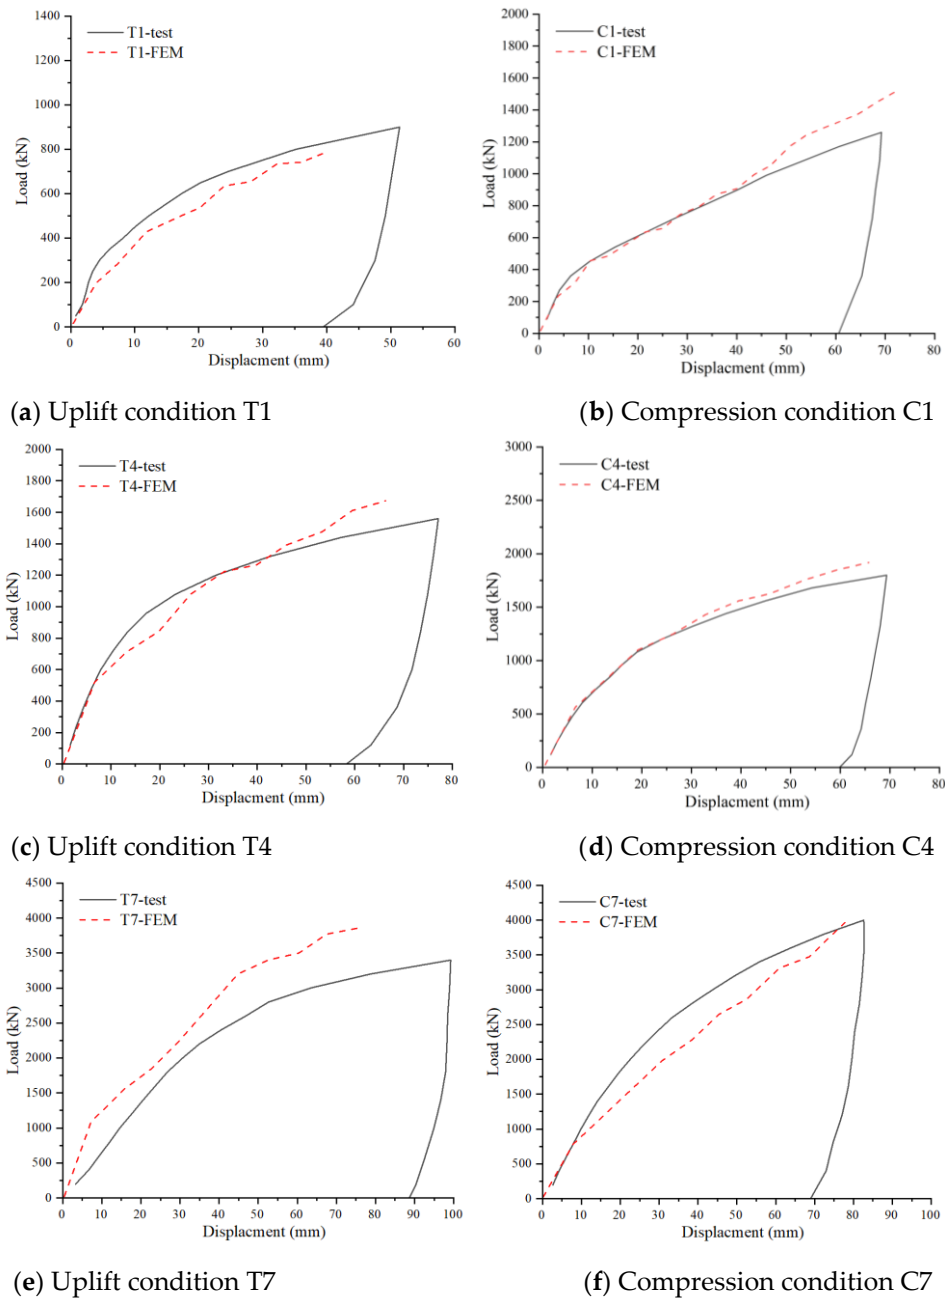 1400
1200
1000
800
600
400
200
0
Load (kN)
T1-test
T1-FEM
0 10 20 30 40 50 60
Displacment (mm)
(a) Uplift condition T1
2000
1800
1600
1400
1200
1000
800
600
400
200
0
Load (kN)
C1-test
C1-FEM
0 10 20 30 40 50 60 70 80
Displacment (mm)
(b) Compression condition C1
2000
1800
1600
1400
1200
1000
800
600
400
200
0
Load (kN)
T4-test
T4-FEM
0 10 20 30 40 50 60 70 80
Displacment (mm)
(c) Uplift condition T4
3000
2500
2000
1500
1000
500
0
Load (kN)
C4-test
C4-FEM
0 10 20 30 40 50 60 70 80
Displacment (mm)
(d) Compression condition C4
4500
4000
3500
3000
2500
2000
1500
1000
500
0
Load (kN)
T7-test
T7-FEM
0 10 20 30 40 50 60 70 80 90 100
Displacment (mm)
(e) Uplift condition T7
4500
4000
3500
3000
2500
2000
1500
1000
500
0
Load (kN)
C7-test
C7-FEM
0 10 20 30 40 50 60 70 80 90 100
Displacment (mm)
(f) Compression condition C7